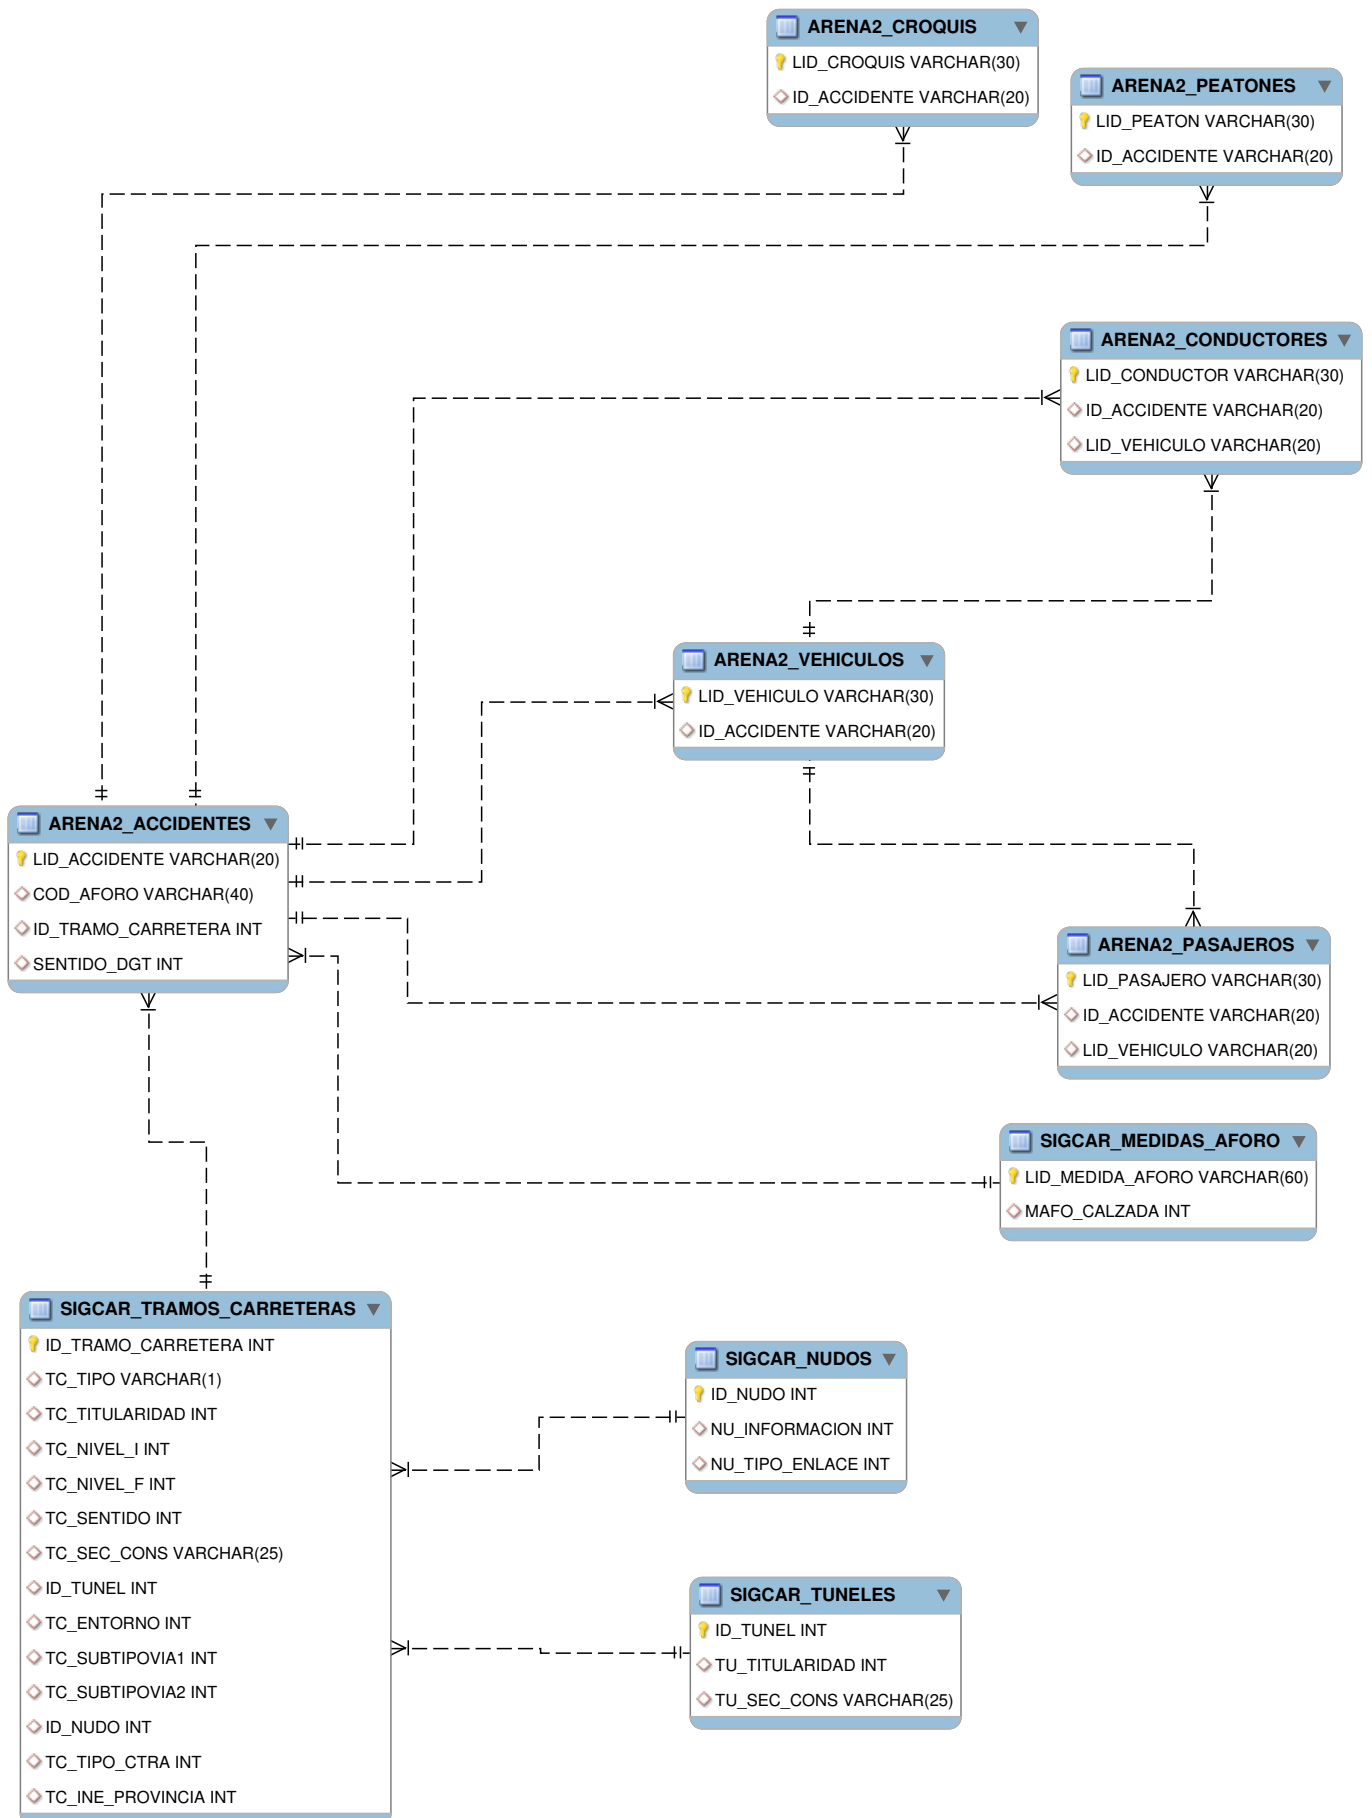 ARENA2_CROQUIS
LID_CROQUIS VARCHAR(30)
ID_ACCIDENTE VARCHAR(20)
ARENA2_PEATONES
LID_PEATON VARCHAR(30)
ID_ACCIDENTE VARCHAR(20)
ARENA2_CONDUCTORES
LID_CONDUCTOR VARCHAR(30)
ID_ACCIDENTE VARCHAR(20)
LID_VEHICULO VARCHAR(20)
ARENA2_VEHICULOS
LID_VEHICULO VARCHAR(30)
ID_ACCIDENTE VARCHAR(20)
ARENA2_ACCIDENTES
LID_ACCIDENTE VARCHAR(20)
COD_AFORO VARCHAR(40)
ID_TRAMO_CARRETERA INT
SENTIDO_DGT INT
ARENA2_PASAJEROS
LID_PASAJERO VARCHAR(30)
ID_ACCIDENTE VARCHAR(20)
LID_VEHICULO VARCHAR(20)
SIGCAR_MEDIDAS_AFORO
LID_MEDIDA_AFORO VARCHAR(60)
MAFO_CALZADA INT
SIGCAR_TRAMOS_CARRETERAS
ID_TRAMO_CARRETERA INT
TC_TIPO VARCHAR(1)
TC_TITULARIDAD INT
TC_NIVEL_I INT
TC_NIVEL_F INT
TC_SENTIDO INT
TC_SEC_CONS VARCHAR(25)
ID_TUNEL INT
TC_ENTORNO INT
TC_SUBTIPOVIA1 INT
TC_SUBTIPOVIA2 INT
ID_NUDO INT
TC_TIPO_CTRA INT
TC_INE_PROVINCIA INT
SIGCAR_NUDOS
ID_NUDO INT
NU_INFORMACION INT
NU_TIPO_ENLACE INT
SIGCAR_TUNELES
ID_TUNEL INT
TU_TITULARIDAD INT
TU_SEC_CONS VARCHAR(25)